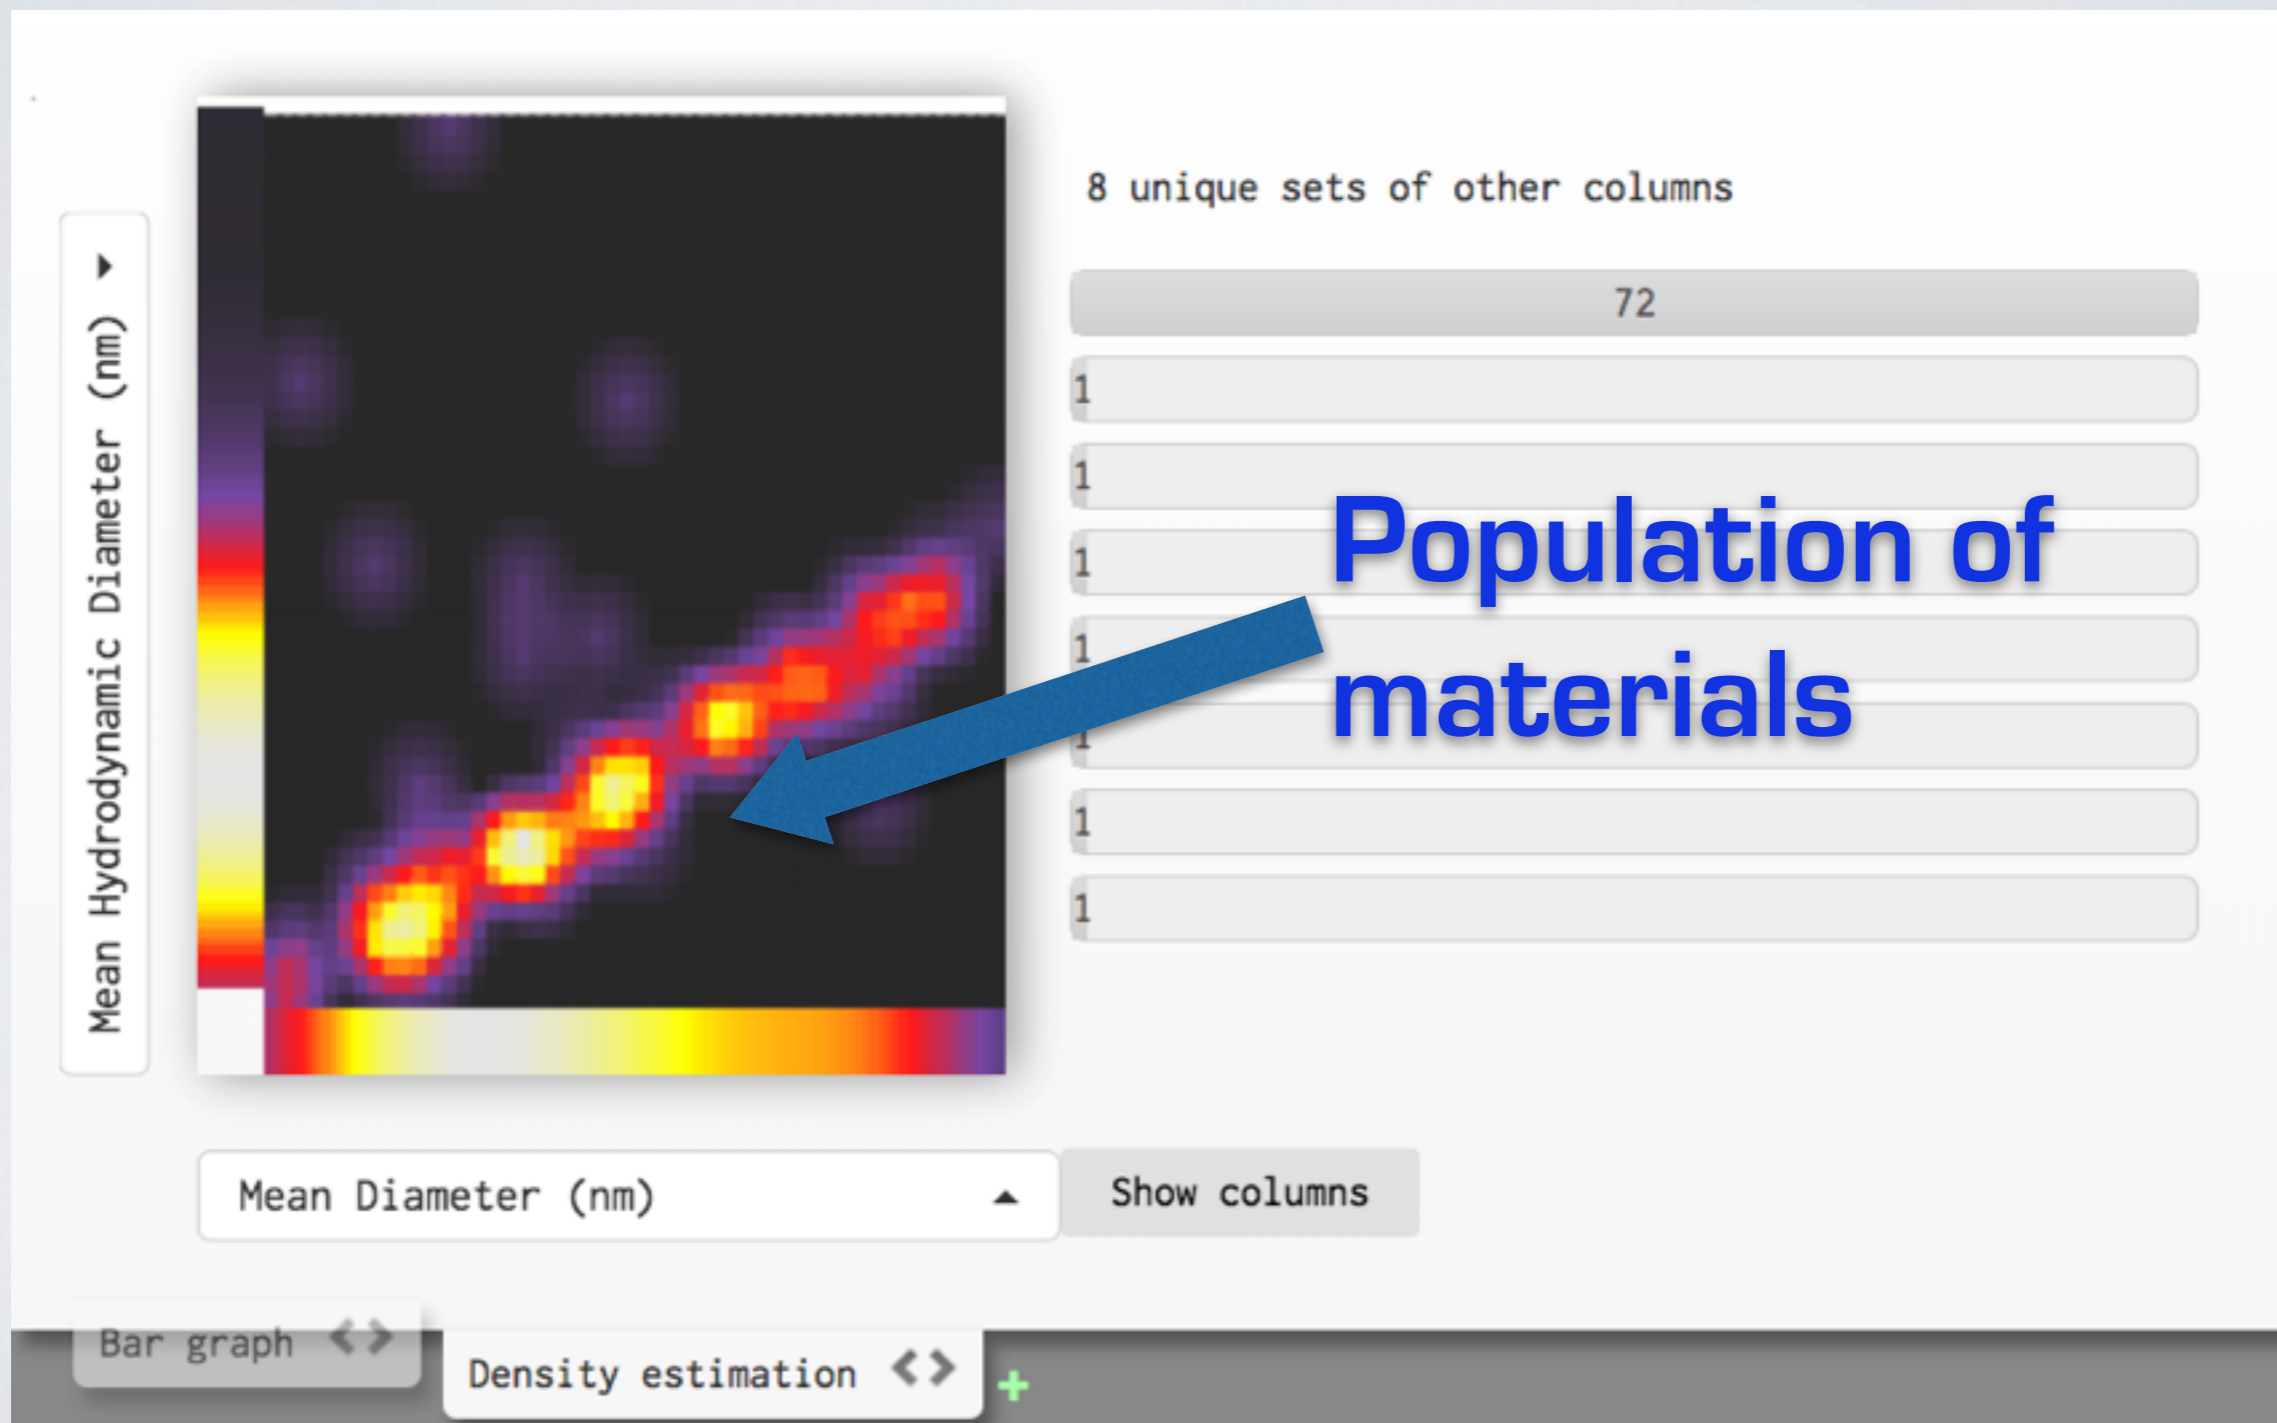 Mean Hydrodynamic Diameter (nm)
8 unique sets of other columns
72
1
1
1
1
1
1
1
Population of
materials
Mean Diameter (nm)
Show columns
Bar graph
Density estimation
+